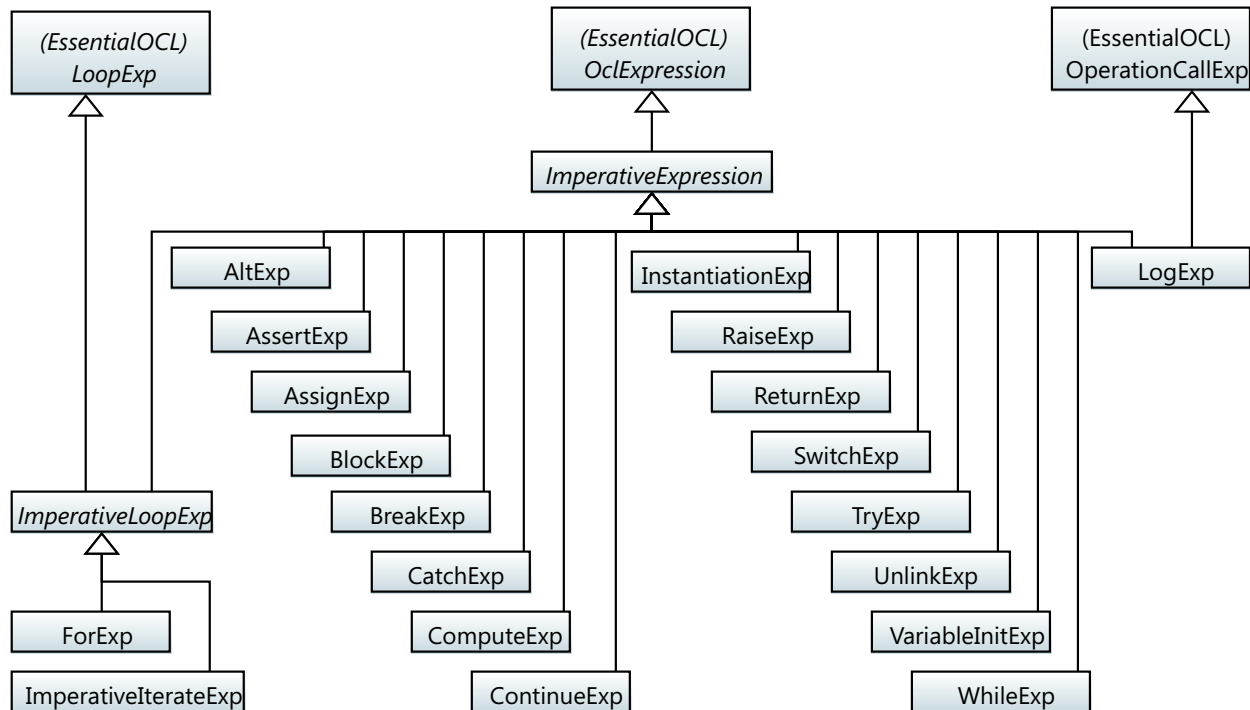 (EssentialOCL)
LoopExp
(EssentialOCL)
OclExpression
(EssentialOCL)
OperationCallExp
ImperativeExpression
AltExp
InstantiationExp
LogExp
AssertExp
RaiseExp
AssignExp
ReturnExp
BlockExp
SwitchExp
ImperativeLoopExp
BreakExp
TryExp
CatchExp
UnlinkExp
ForExp
ComputeExp
VariableInitExp
ImperativeIterateExp
ContinueExp
WhileExp